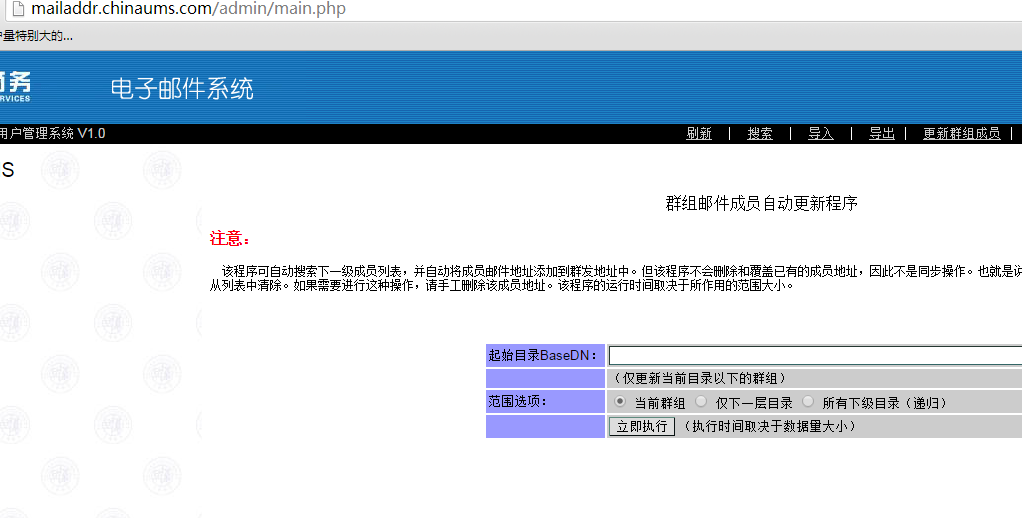 mailaddr.chinaums.com/admin/main.php
户量特别大的...
商务
ERVICES
电子邮件系统
用户管理系统 V1.0
刷新 | 搜索 | 导入 | 导出 | 更新群组成员 |
S
群组邮件成员自动更新程序
注意:
该程序可自动搜索下一级成员列表，并自动将成员邮件地址添加到群发地址中。但该程序不会删除和覆盖已有的成员地址，因此不是同步操作。也就是说
从列表中清除。如果需要进行这种操作，请手工删除该成员地址。该程序的运行时间取决于所作用的范围大小。
起始目录BaseDN：
（仅更新当前目录以下的群组）
范围选项： 当前群组 仅下一层目录 所有下级目录（递归）
立即执行 （执行时间取决于数据量大小）